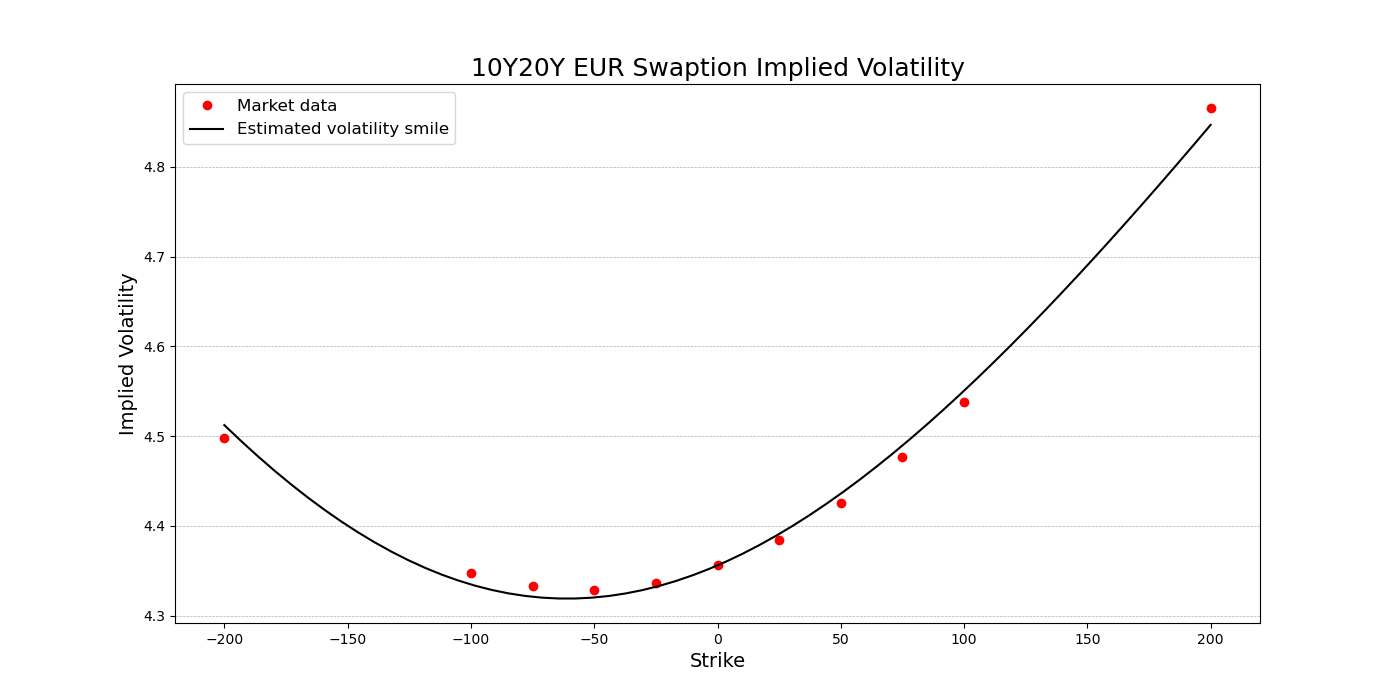 10Y20Y EUR Swaption Implied Volatility
Market data
Estimated volatility smile
Implied Volatility
4.8
4.7
4.6
4.5
4.4
4.3
−200 −150 −100 −50 0 50 100 150 200
Strike